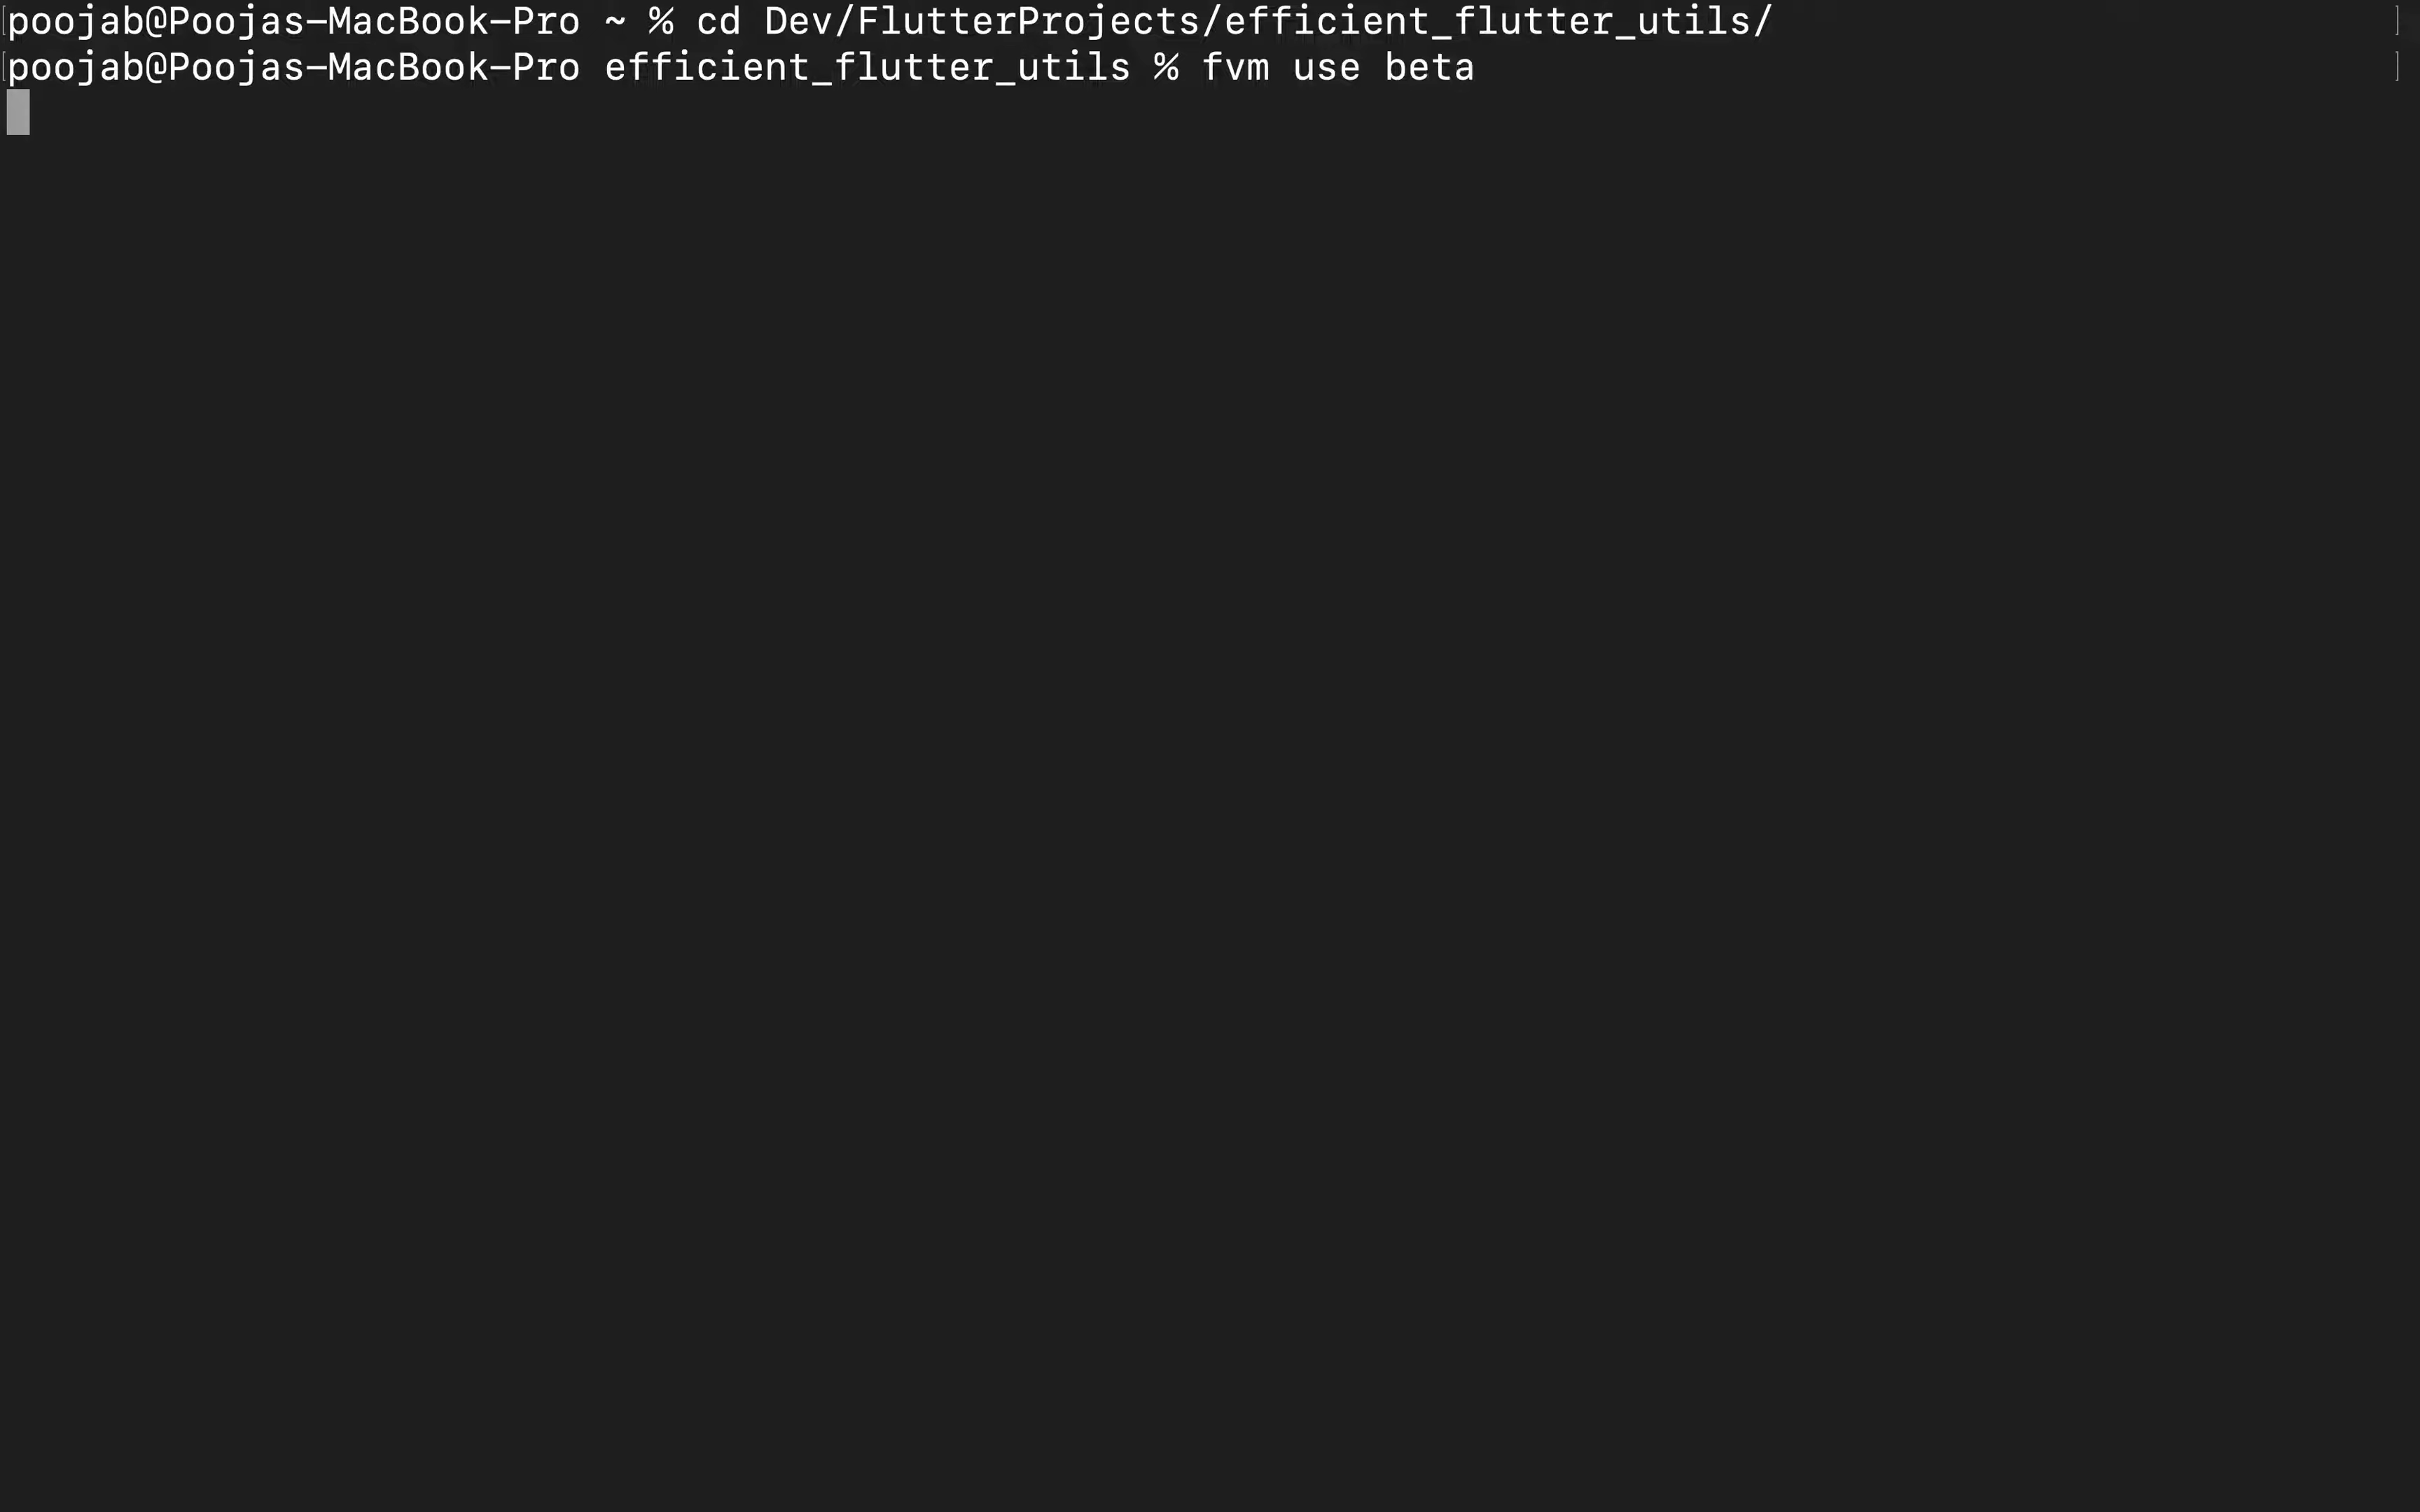 poojab@Poojas-MacBook-Pro ~ % cd Dev/FlutterProjects/efficient_flutter_utils/
poojab@Poojas-MacBook-Pro efficient_flutter_utils % fvm use beta